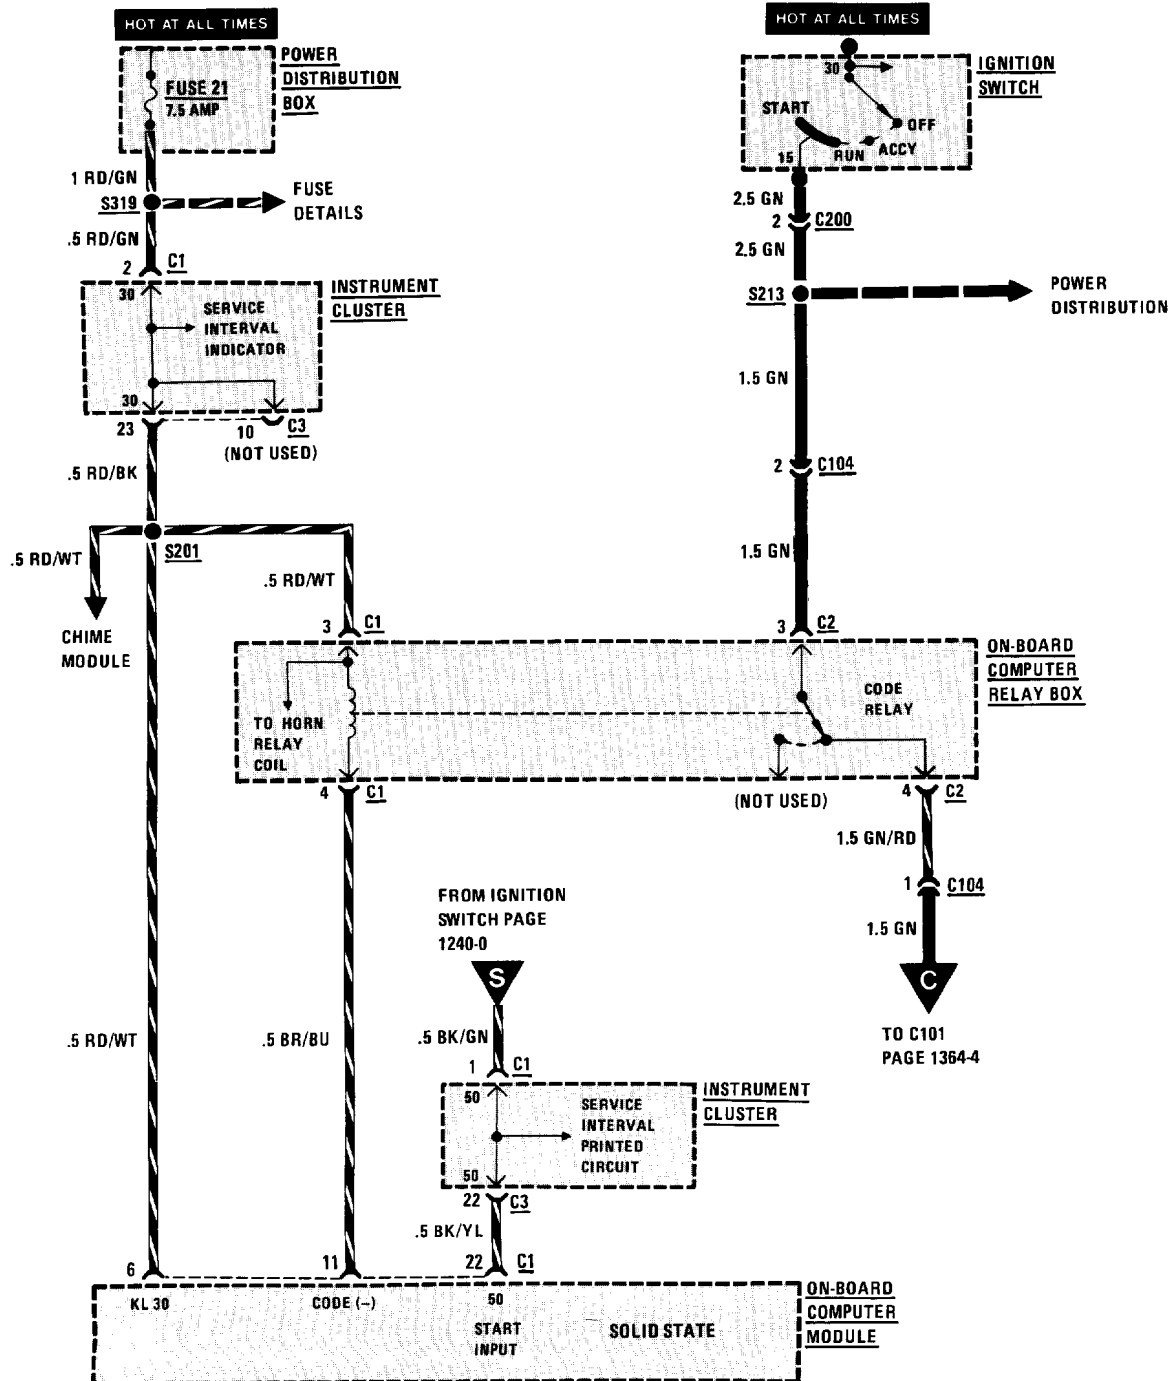 HOT AT ALL TIMES
POWER
DISTRIBUTION
BOX
FUSE 21
7.5 AMP
1 RD/GN
S319
FUSE
DETAILS
.5 RD/GN
2
C1
INSTRUMENT
CLUSTER
30
SERVICE
INTERVAL
INDICATOR
30
23
10
C3
(NOT USED)
.5 RD/BK
S201
.5 RD/WT
CHIME
MODULE
.5 RD/WT
3
C1
HOT AT ALL TIMES
IGNITION
SWITCH
30
START
OFF
ACCY
RUN
15
2.5 GN
2
C200
2.5 GN
S213
POWER
DISTRIBUTION
1.5 GN
2
C104
1.5 GN
3
C2
ON-BOARD
COMPUTER
RELAY BOX
CODE
RELAY
TO HORN
RELAY
COIL
4
C1
(NOT USED)
4
C2
1.5 GN/RD
1
C104
1.5 GN
C
TO C101
PAGE 1364-4
FROM IGNITION
SWITCH PAGE
1240-0
S
.5 RD/WT
.5 BR/BU
.5 BK/GN
1
C1
INSTRUMENT
CLUSTER
50
SERVICE
INTERVAL
PRINTED
CIRCUIT
50
22
C3
.5 BK/YL
6
11
22
C1
ON-BOARD
COMPUTER
MODULE
KL 30
CODE (–)
50
START
INPUT
SOLID STATE